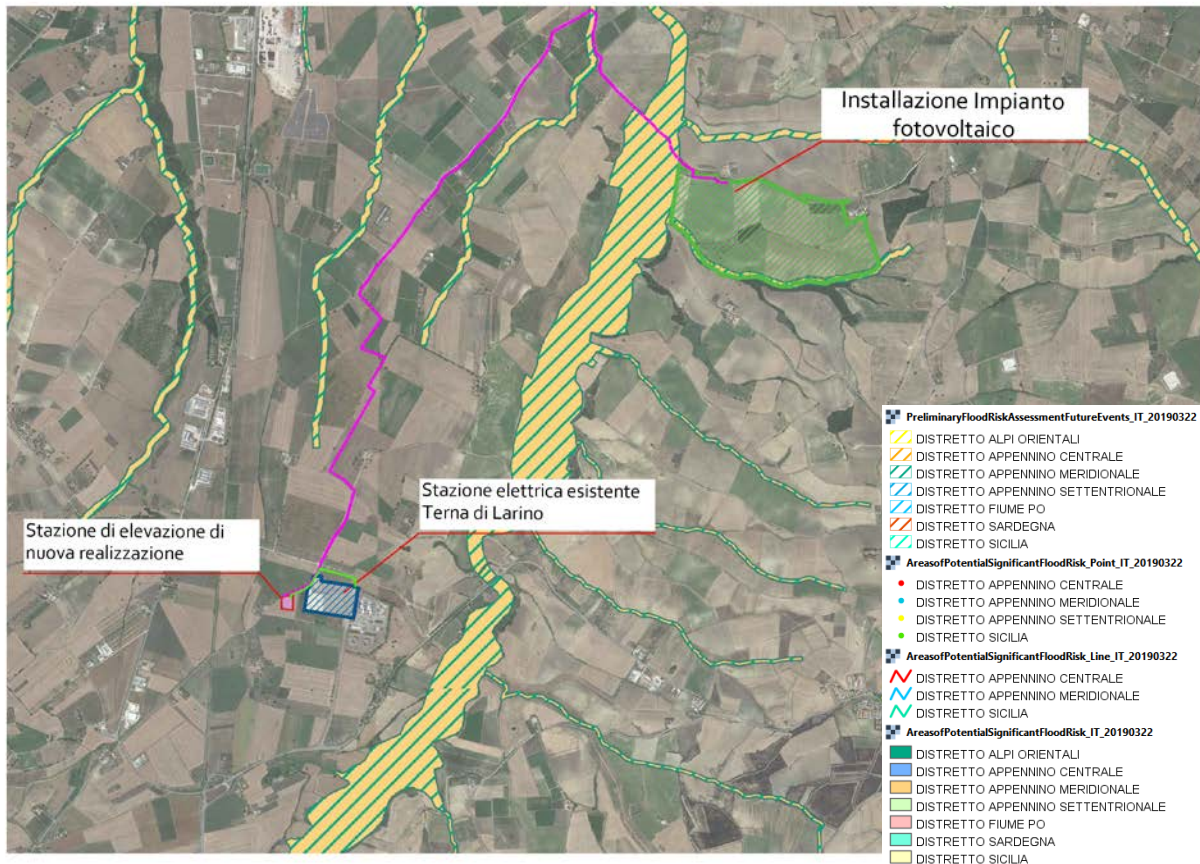 Installazione Impianto
fotovoltaico
Stazione elettrica esistente
Terna di Larino
Stazione di elevazione di
nuova realizzazione
PreliminaryFloodRiskAssessmentFutureEvents_IT_20190322
DISTRETTO ALPI ORIENTALI
DISTRETTO APPENNINO CENTRALE
DISTRETTO APPENNINO MERIDIONALE
DISTRETTO APPENNINO SETTENTRIONALE
DISTRETTO FIUME PO
DISTRETTO SARDEGNA
DISTRETTO SICILIA
AreasofPotentialSignificantFloodRisk_Point_IT_20190322
DISTRETTO APPENNINO CENTRALE
DISTRETTO APPENNINO MERIDIONALE
DISTRETTO APPENNINO SETTENTRIONALE
DISTRETTO SICILIA
AreasofPotentialSignificantFloodRisk_Line_IT_20190322
DISTRETTO APPENNINO CENTRALE
DISTRETTO APPENNINO MERIDIONALE
DISTRETTO SICILIA
AreasofPotentialSignificantFloodRisk_IT_20190322
DISTRETTO ALPI ORIENTALI
DISTRETTO APPENNINO CENTRALE
DISTRETTO APPENNINO MERIDIONALE
DISTRETTO APPENNINO SETTENTRIONALE
DISTRETTO FIUME PO
DISTRETTO SARDEGNA
DISTRETTO SICILIA